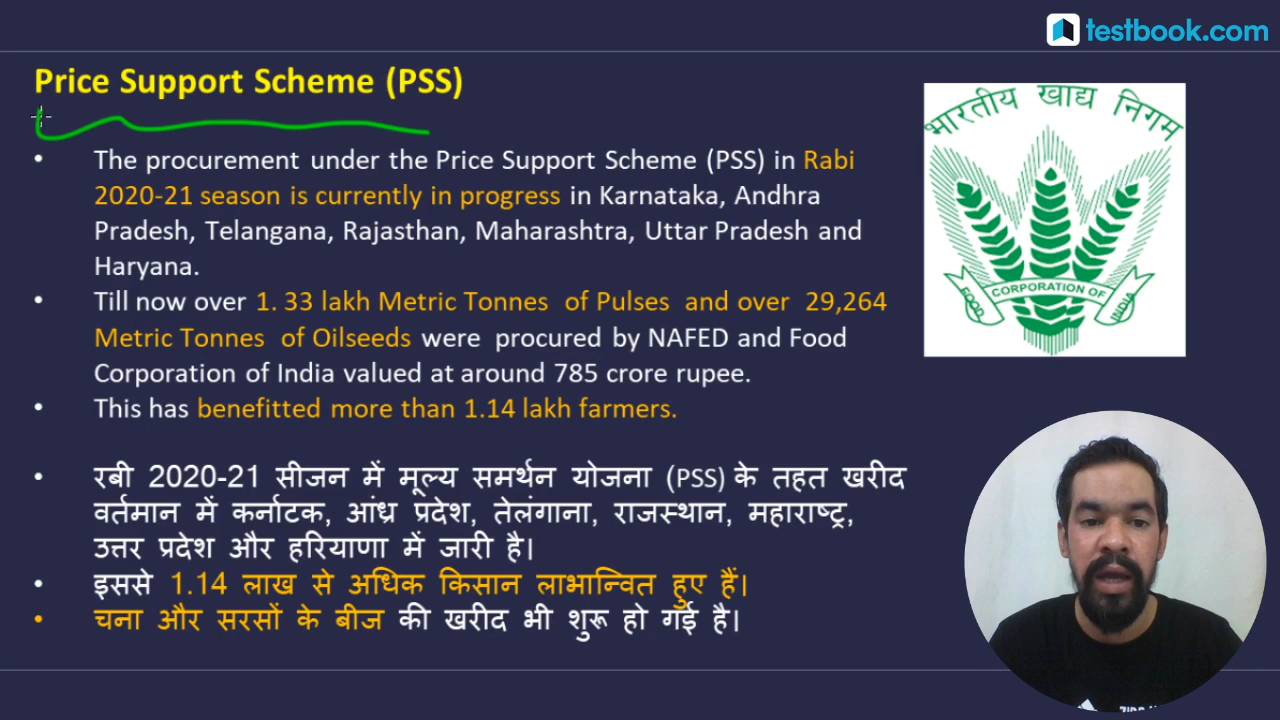 testbook.com
Price Support Scheme (PSS)
• The procurement under the Price Support Scheme (PSS) in Rabi
2020-21 season is currently in progress in Karnataka, Andhra
Pradesh, Telangana, Rajasthan, Maharashtra, Uttar Pradesh and
Haryana.
• Till now over 1. 33 lakh Metric Tonnes of Pulses and over 29,264
Metric Tonnes of Oilseeds were procured by NAFED and Food
Corporation of India valued at around 785 crore rupee.
• This has benefitted more than 1.14 lakh farmers.
• रबी 2020-21 सीजन में मूल्य समर्थन योजना (PSS) के तहत खरीद
वर्तमान में कर्नाटक, आंध्र प्रदेश, तेलंगाना, राजस्थान, महाराष्ट्र,
उत्तर प्रदेश और हरियाणा में जारी है।
• इससे 1.14 लाख से अधिक किसान लाभान्वित हुए हैं।
• चना और सरसों के बीज की खरीद भी शुरू हो गई है।
भारतीय खाद्य निगम
FOOD CORPORATION OF INDIA